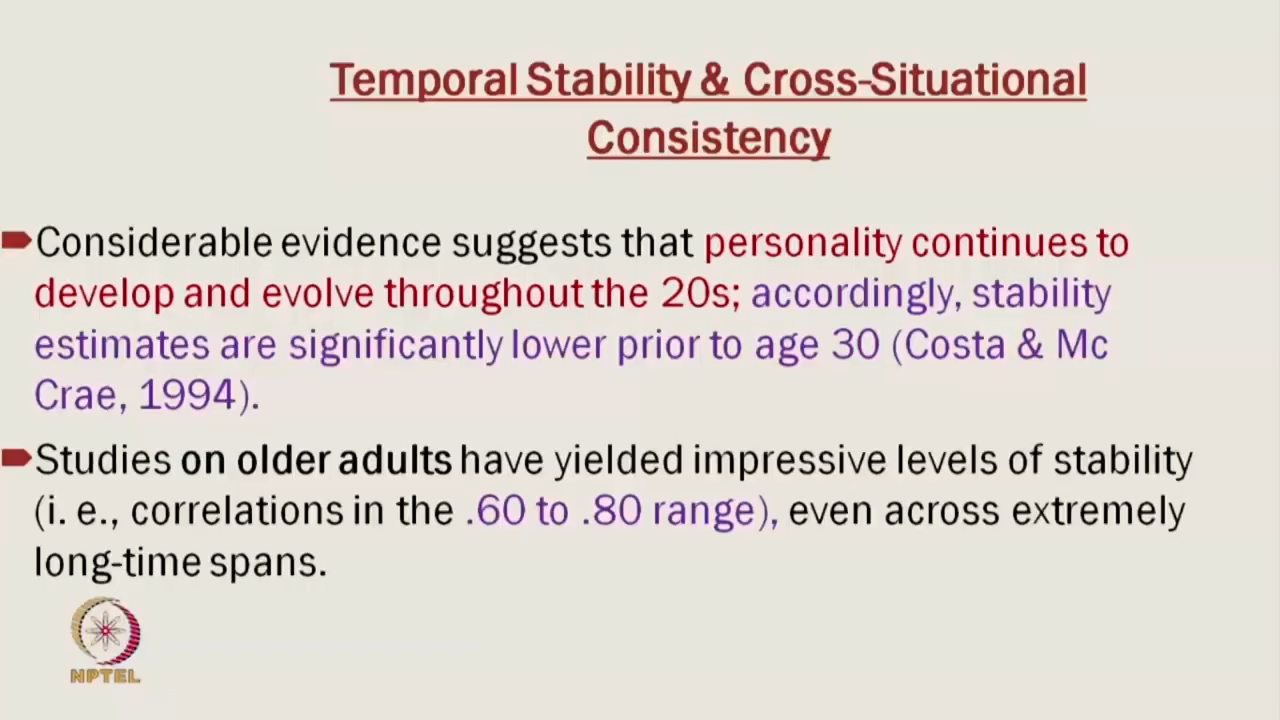 Temporal Stability & Cross-Situational
Consistency
Considerable evidence suggests that personality continues to
develop and evolve throughout the 20s; accordingly, stability
estimates are significantly lower prior to age 30 (Costa & Mc
Crae, 1994).
Studies on older adults have yielded impressive levels of stability
(i. e., correlations in the .60 to .80 range), even across extremely
long-time spans.
NPTEL